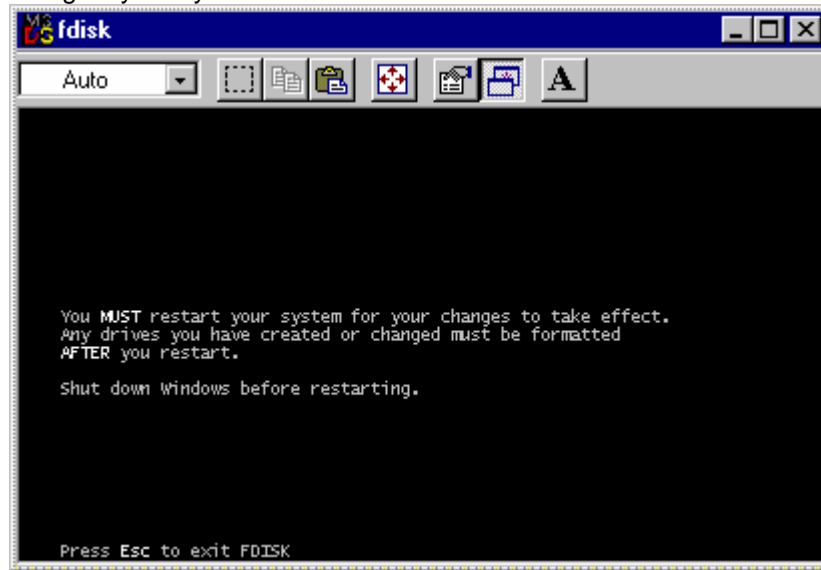 fdisk
Auto
A
You MUST restart your system for your changes to take effect.
Any drives you have created or changed must be formatted
AFTER you restart.
Shut down Windows before restarting.
Press Esc to exit FDISK